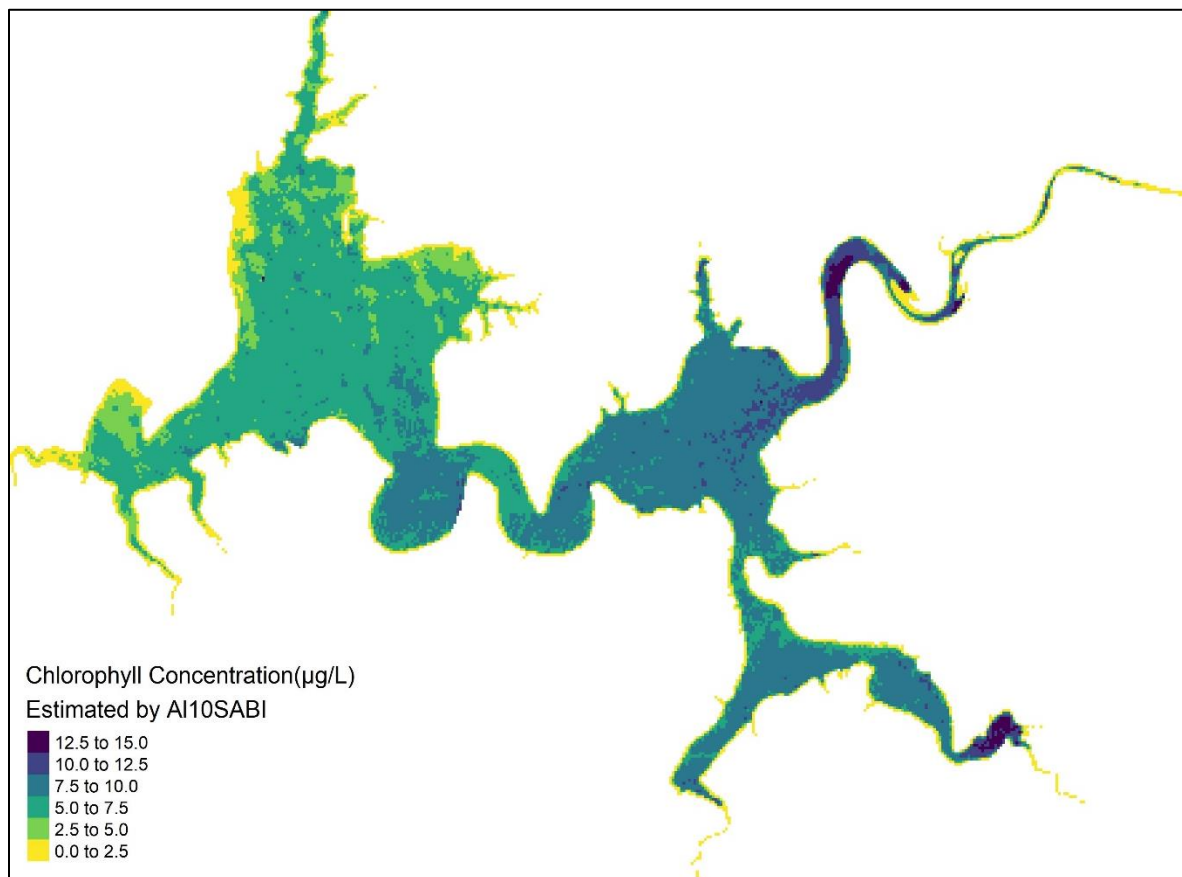 Chlorophyll Concentration(µg/L)
Estimated by Al10SABI
12.5 to 15.0
10.0 to 12.5
7.5 to 10.0
5.0 to 7.5
2.5 to 5.0
0.0 to 2.5